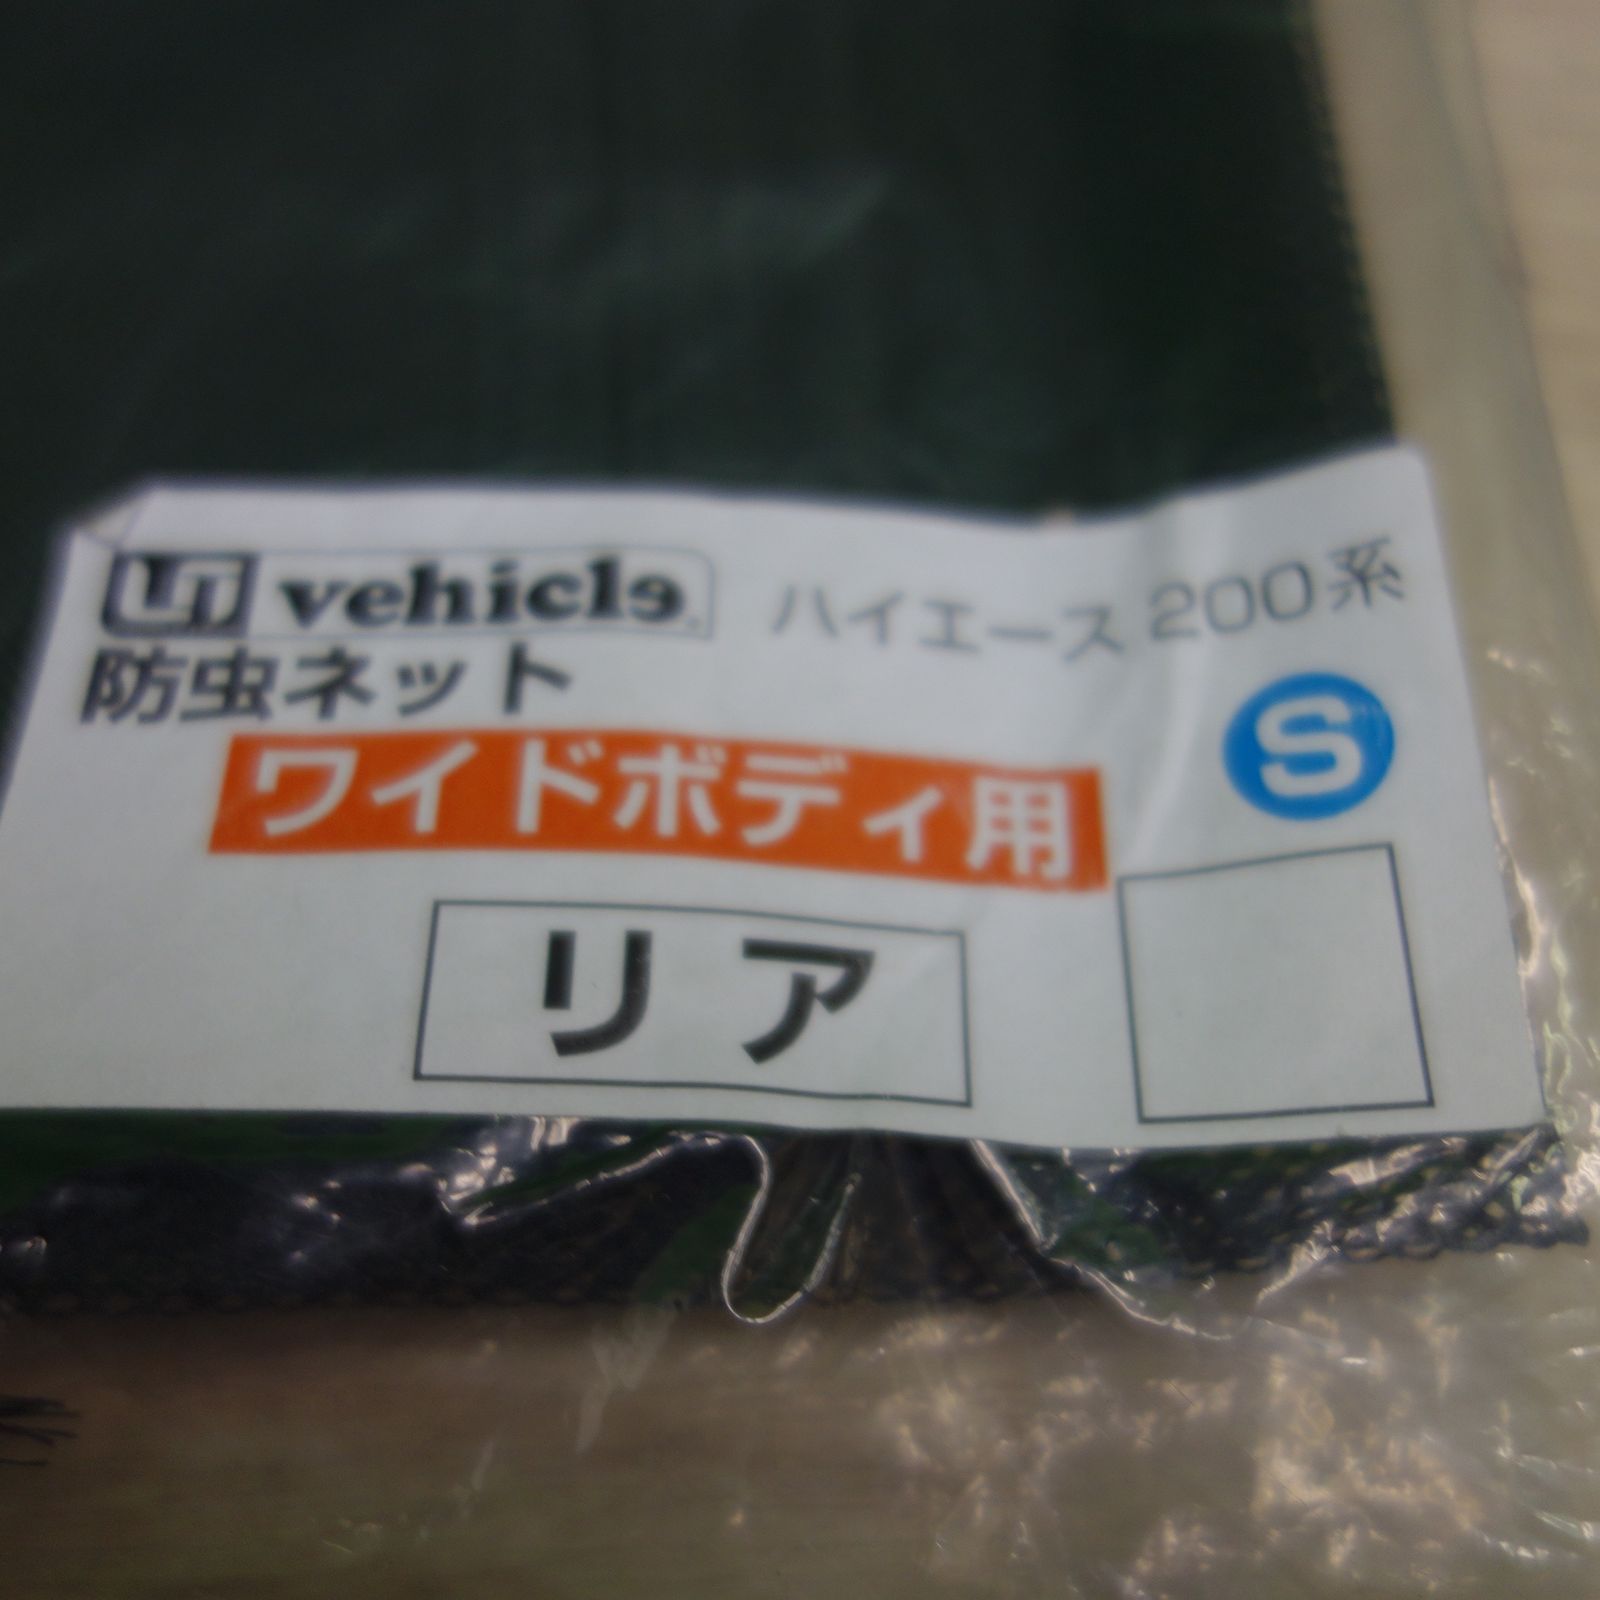 UI vehicle ハイエース 200系
防虫ネット
S
ワイドボディ用
リア